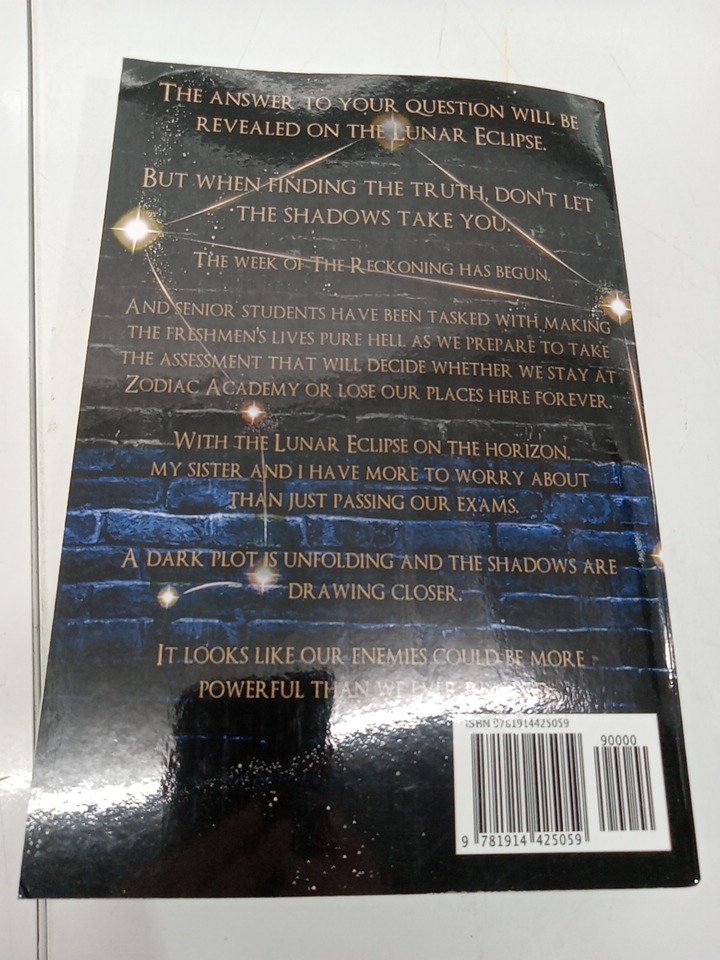 THE ANSWER TO YOUR QUESTION WILL BE
REVEALED ON THE LUNAR ECLIPSE.
BUT WHEN FINDING THE TRUTH, DON'T LET
THE SHADOWS TAKE YOU.
THE WEEK OF THE RECKONING HAS BEGUN.
AND SENIOR STUDENTS HAVE BEEN TASKED WITH MAKING
THE FRESHMEN'S LIVES PURE HELL AS WE PREPARE TO TAKE
THE ASSESSMENT THAT WILL DECIDE WHETHER WE STAY AT
ZODIAC ACADEMY OR LOSE OUR PLACES HERE FOREVER.
WITH THE LUNAR ECLIPSE ON THE HORIZON,
MY SISTER AND I HAVE MORE TO WORRY ABOUT
THAN JUST PASSING OUR EXAMS.
A DARK PLOT IS UNFOLDING AND THE SHADOWS ARE
DRAWING CLOSER.
IT LOOKS LIKE OUR ENEMIES COULD BE MORE
POWERFUL THAN WE EVER
ISBN 9781914425059
90000
9 781914 425059